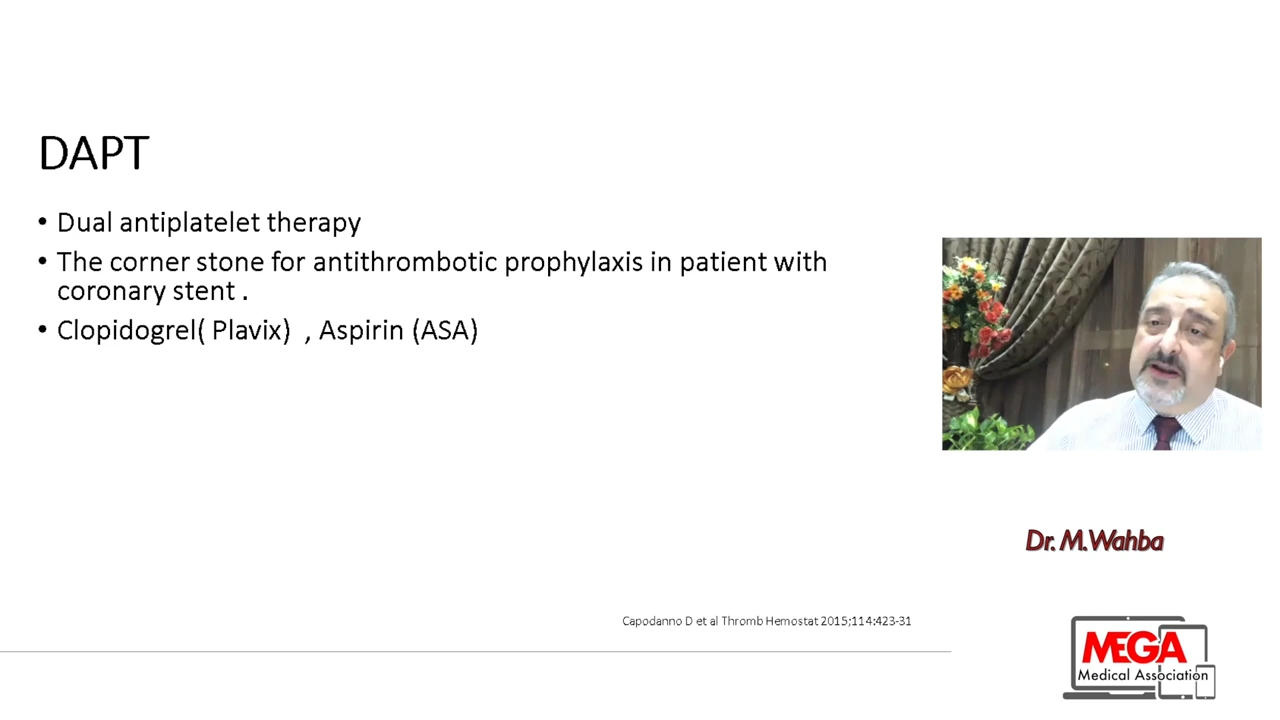 DAPT
• Dual antiplatelet therapy
• The corner stone for antithrombotic prophylaxis in patient with
coronary stent .
• Clopidogrel( Plavix) , Aspirin (ASA)
Dr. M.Wahba
Capodanno D et al Thromb Hemostat 2015;114:423-31
MEGA
Medical Association